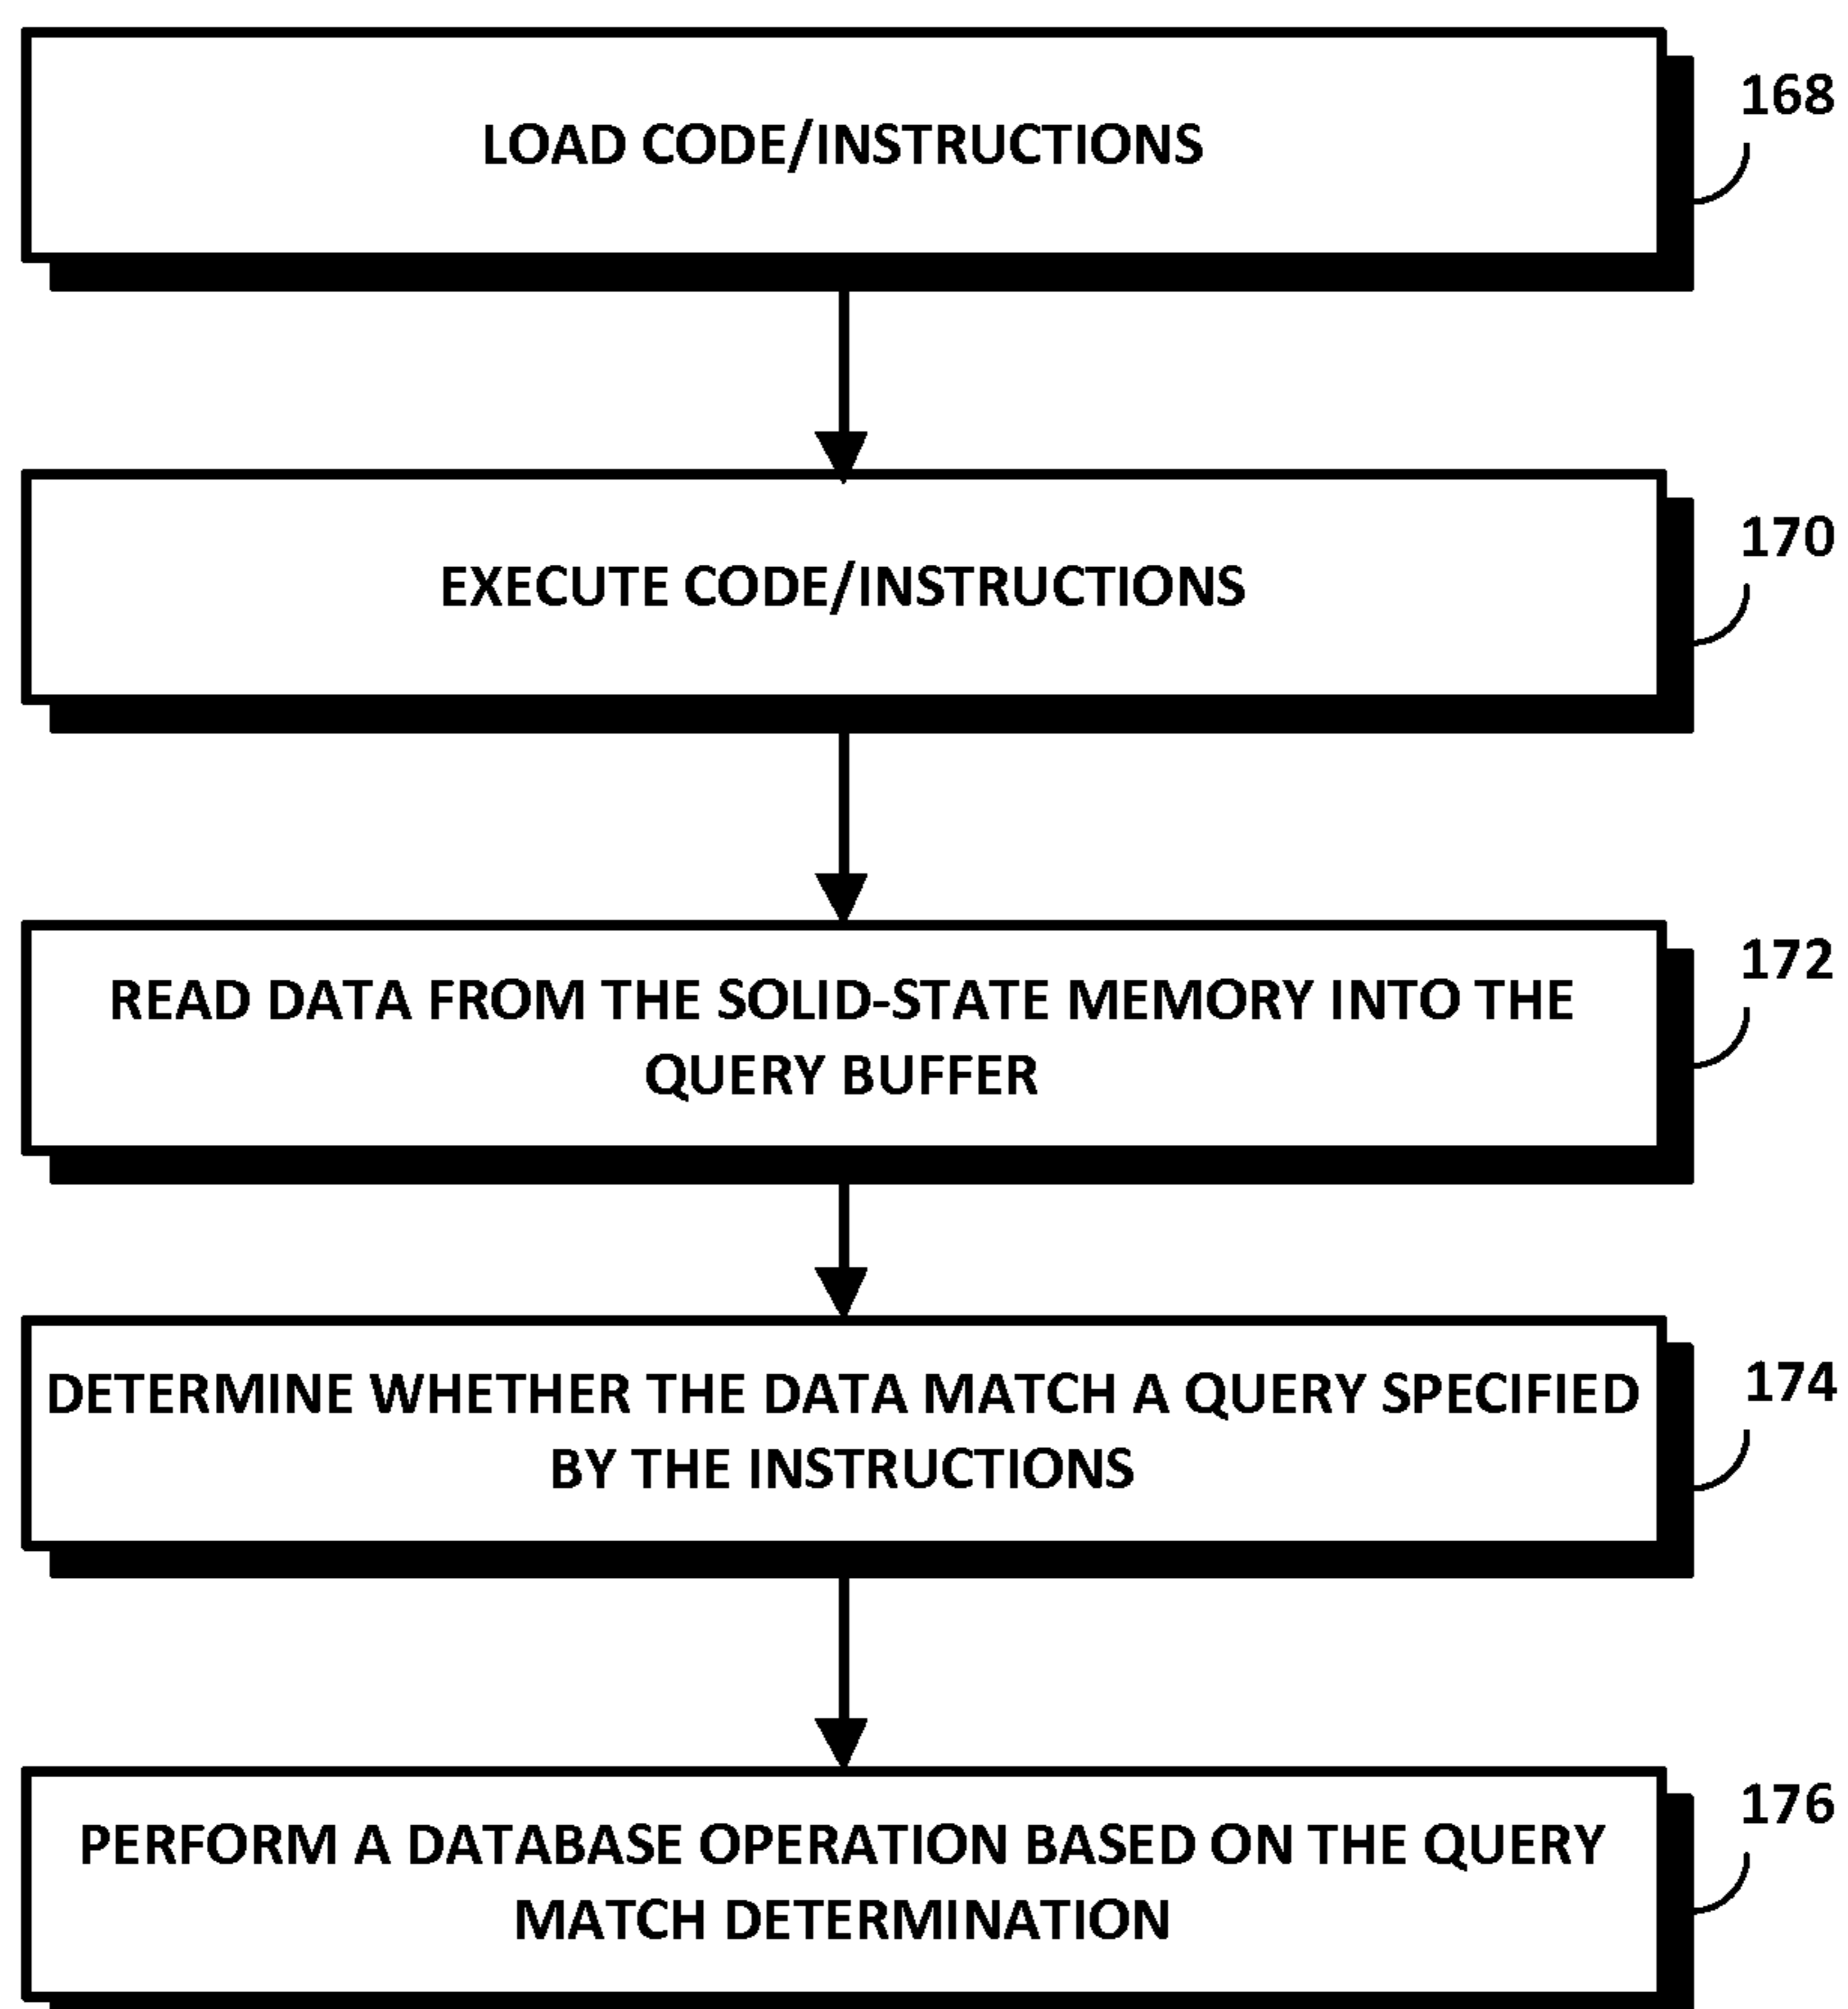 168
LOAD CODE/INSTRUCTIONS
170
EXECUTE CODE/INSTRUCTIONS
172
READ DATA FROM THE SOLID-STATE MEMORY INTO THE
QUERY BUFFER
174
DETERMINE WHETHER THE DATA MATCH A QUERY SPECIFIED
BY THE INSTRUCTIONS
176
PERFORM A DATABASE OPERATION BASED ON THE QUERY
MATCH DETERMINATION